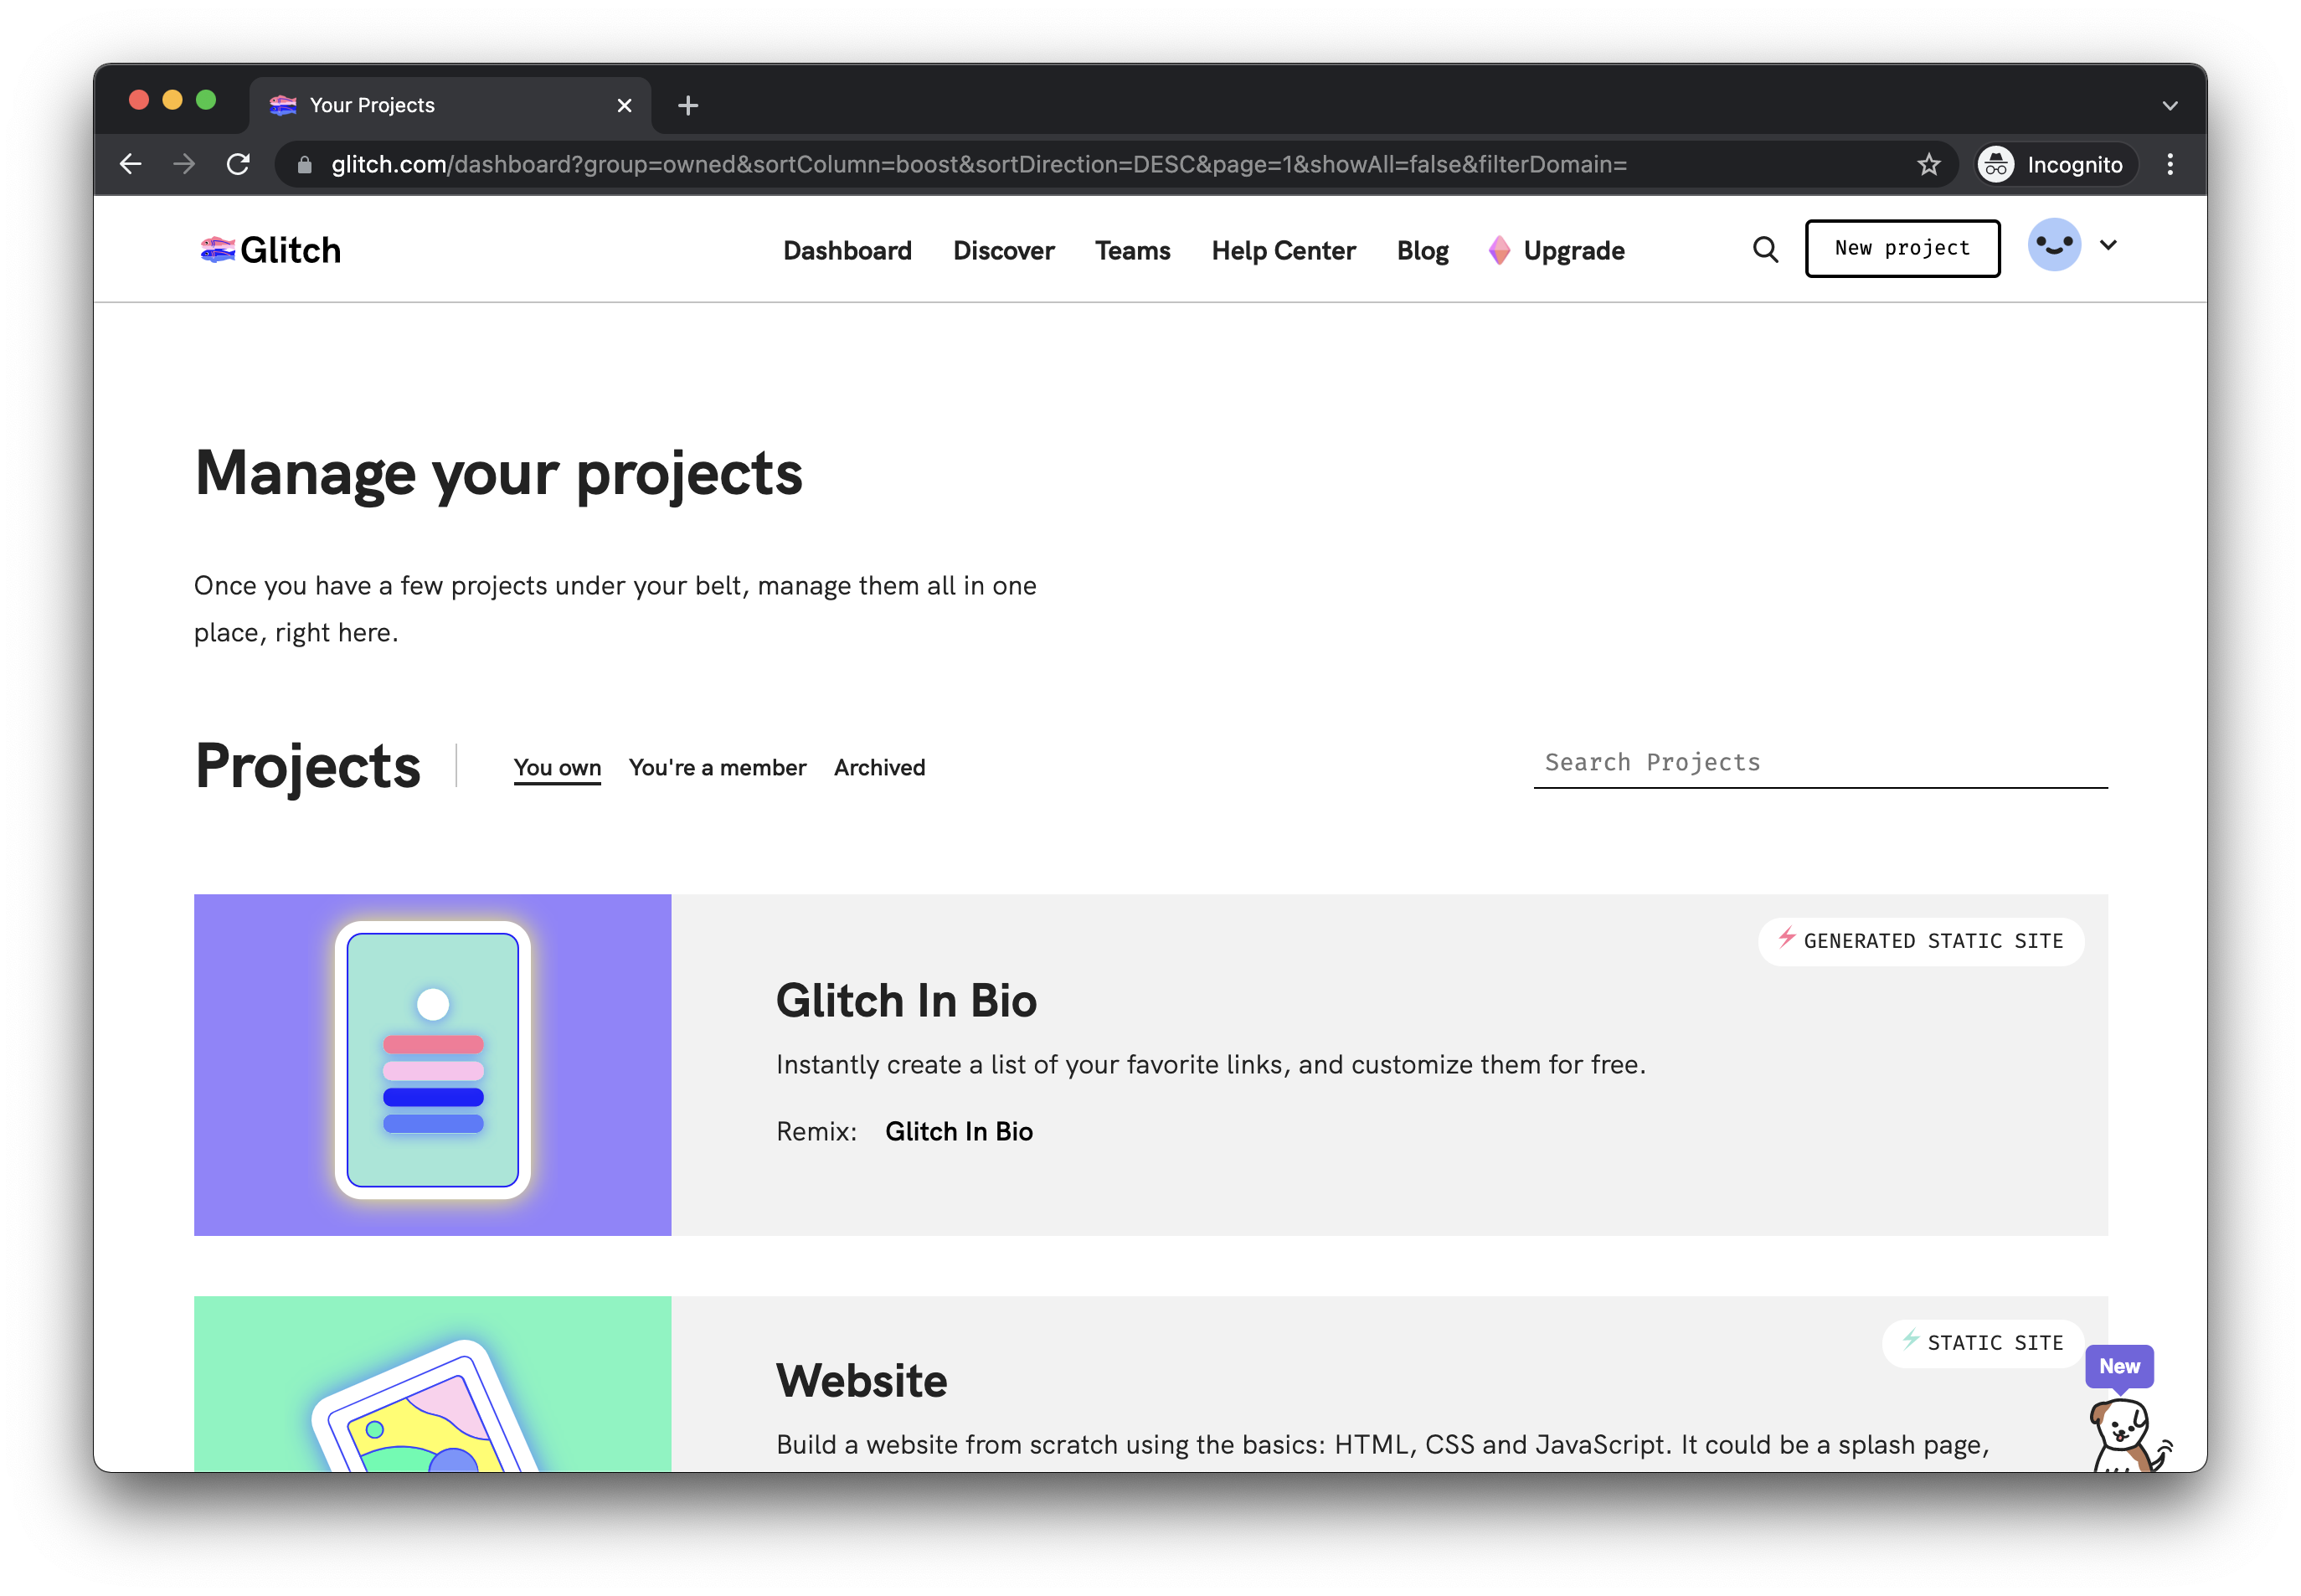 Your Projects
glitch.com/dashboard?group=owned&sortColumn=boost&sortDirection=DESC&page=1&showAll=false&filterDomain=
Incognito
Glitch
Dashboard
Discover
Teams
Help Center
Blog
Upgrade
New project
Manage your projects
Once you have a few projects under your belt, manage them all in one
place, right here.
Projects
You own
You're a member
Archived
Search Projects
GENERATED STATIC SITE
Glitch In Bio
Instantly create a list of your favorite links, and customize them for free.
Remix: Glitch In Bio
STATIC SITE
New
Website
Build a website from scratch using the basics: HTML, CSS and JavaScript. It could be a splash page,